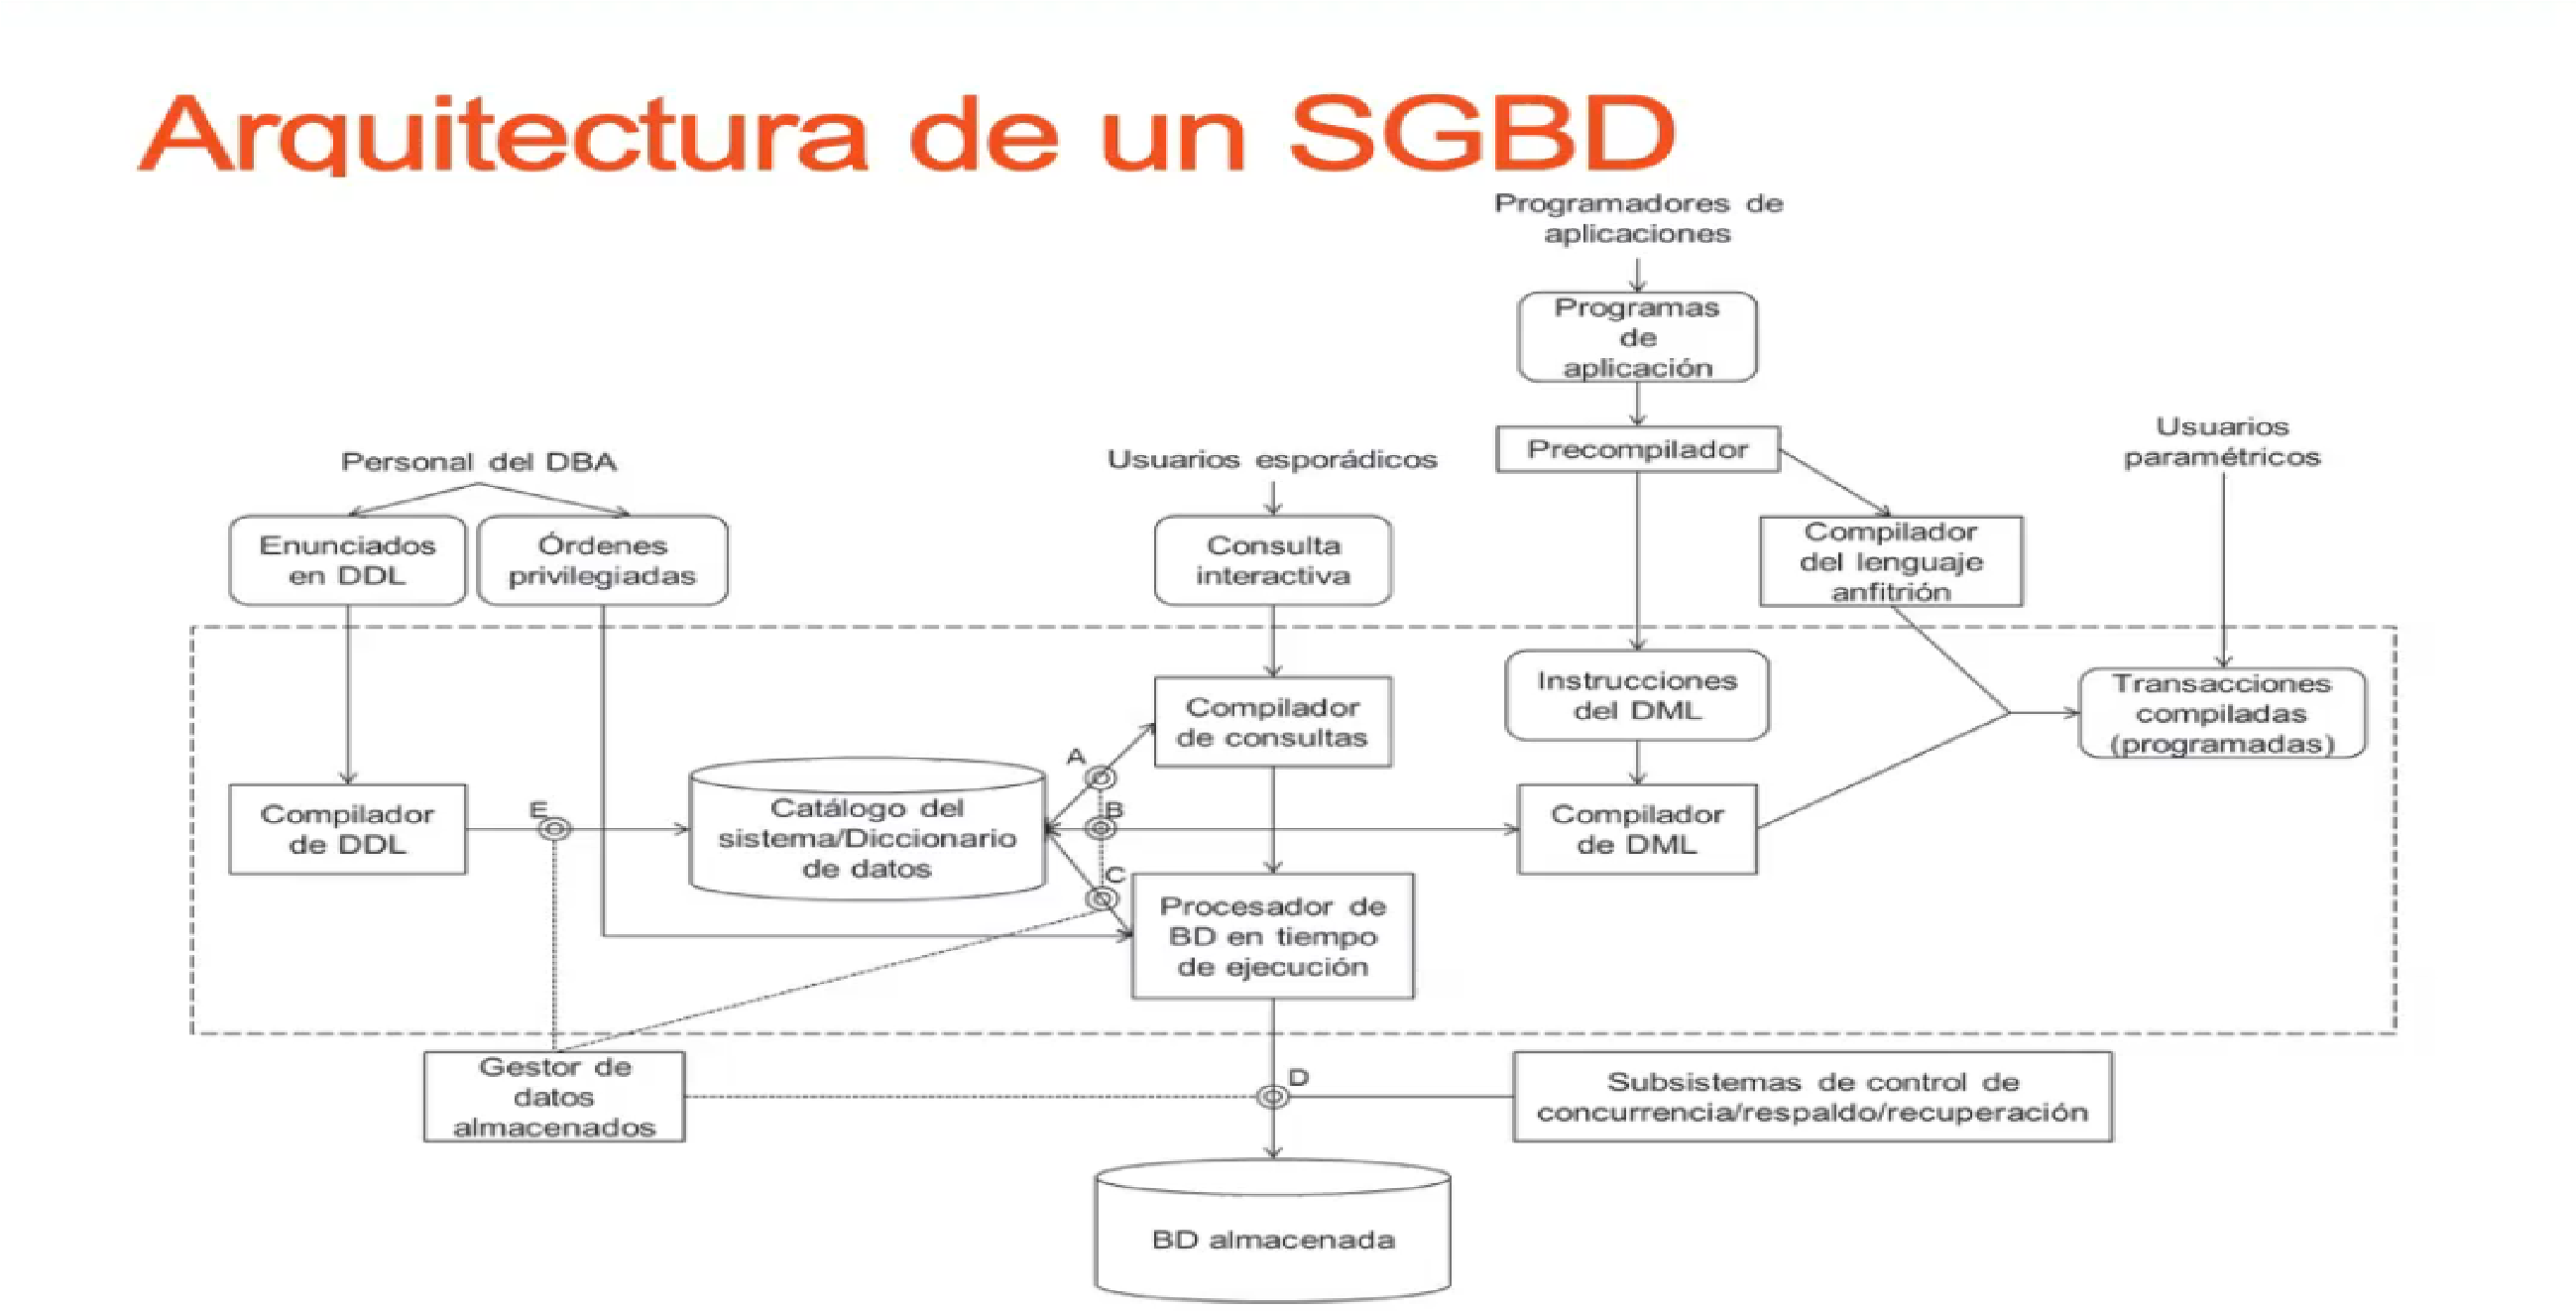 Arquitectura de un SGBD
Programadores de
aplicaciones
Programas
de
aplicación
Precompilador
Usuarios
paramétricos
Personal del DBA
Usuarios esporádicos
Enunciados
en DDL
Órdenes
privilegiadas
Consulta
interactiva
Compilador
del lenguaje
anfitrión
Instrucciones
del DML
Transacciones
compiladas
(programadas)
Compilador
de consultas
A
B
C
E
Compilador
de DDL
Catálogo del
sistema/Diccionario
de datos
Compilador
de DML
Procesador de
BD en tiempo
de ejecución
Gestor de
datos
almacenados
D
Subsistemas de control de
concurrencia/respaldo/recuperación
BD almacenada